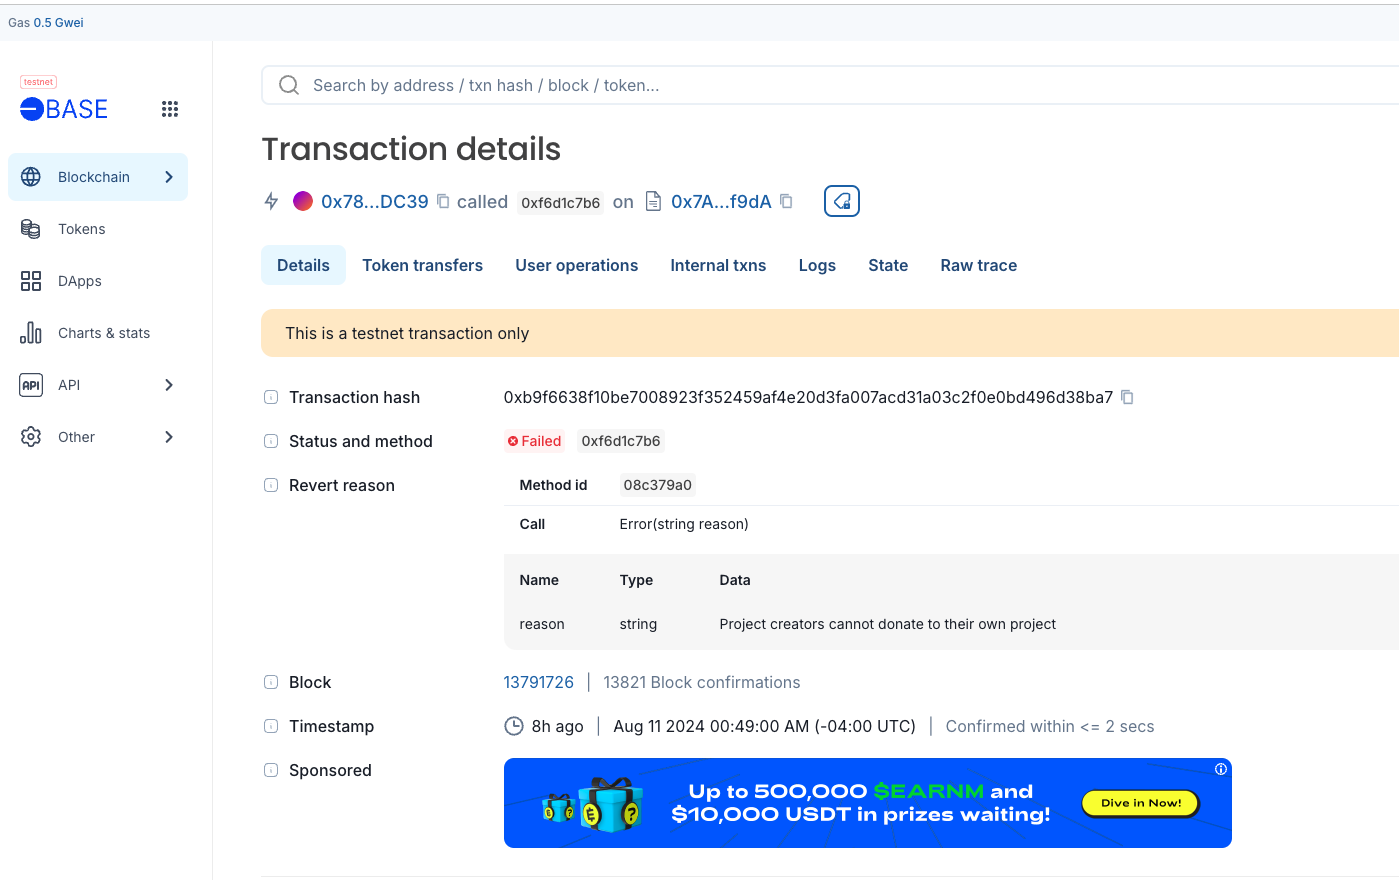 Gas 0.5 Gwei
testnet
BASE
Search by address / txn hash / block / token...
Transaction details
0x78...DC39 called 0xf6d1c7b6 on 0x7A...f9dA
Blockchain
Tokens
DApps
Charts & stats
API API
Other
Details Token transfers User operations Internal txns Logs State Raw trace
This is a testnet transaction only
Transaction hash 0xb9f6638f10be7008923f352459af4e20d3fa007acd31a03c2f0e0bd496d38ba7
Status and method Failed 0xf6d1c7b6
Revert reason Method id 08c379a0
Call Error(string reason)
Name Type Data
reason string Project creators cannot donate to their own project
Block 13791726 | 13821 Block confirmations
Timestamp 8h ago | Aug 11 2024 00:49:00 AM (-04:00 UTC) | Confirmed within <= 2 secs
Sponsored
Up to 500,000 $EARNM and
$10,000 USDT in prizes waiting!
Dive in Now!